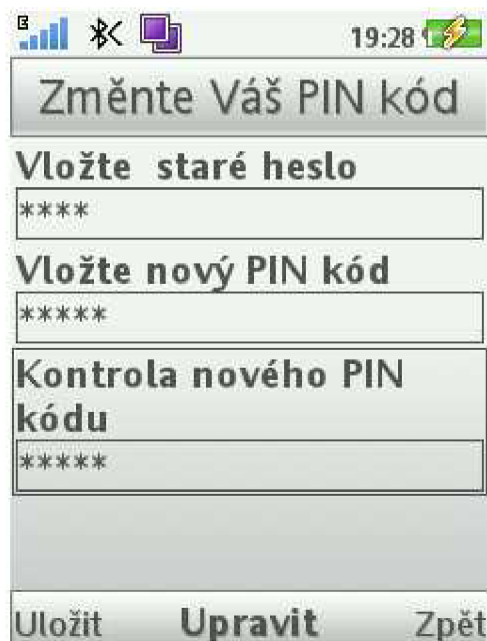 E
19:28
Změnte Váš PIN kód
Vložte staré heslo
****
Vložte nový PIN kód
*****
Kontrola nového PIN
kódu
*****
Uložit Upravit Zpět